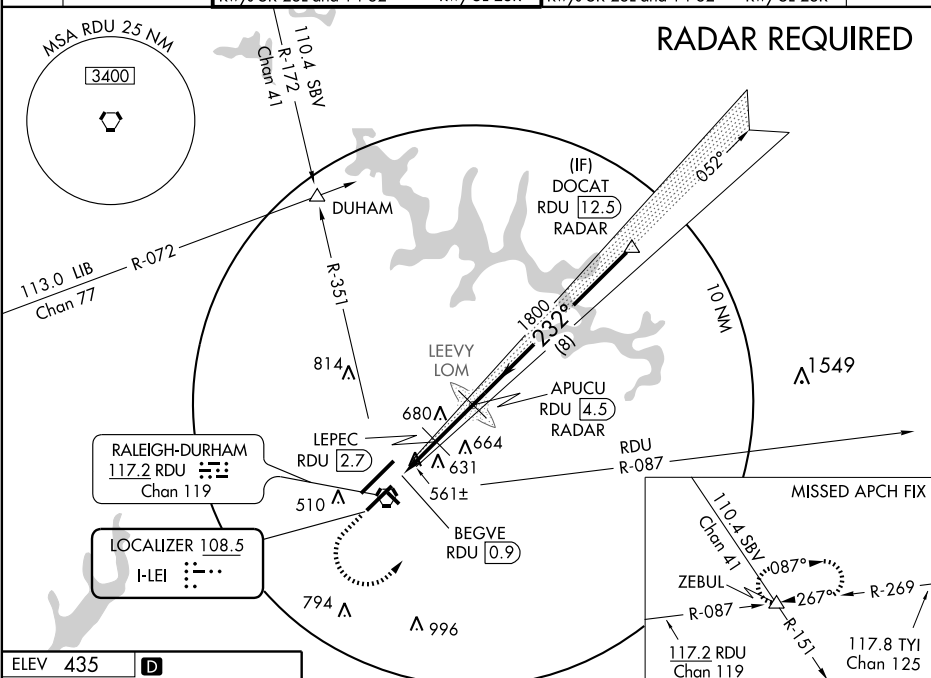 RADAR REQUIRED
MSA RDU 25 NM
3400
110.4 SBV
R-172
Chan 41
(IF)
DOCAT
RDU 12.5
RADAR
052°
DUHAM
113.0 LIB
R-072
Chan 77
R-351
10 NM
1800
232°
(8)
LEEVY
LOM
814
1549
APUCU
RDU 4.5
RADAR
680
664
LEPEC
RDU 2.7
631
RDU
R-087
RALEIGH-DURHAM
117.2 RDU
Chan 119
561±
510
BEGVE
RDU 0.9
LOCALIZER 108.5
I-LEI
794
996
MISSED APCH FIX
110.4 SBV
Chan 41
087°
ZEBUL
267°
R-269
R-087
R-151
117.2 RDU
Chan 119
117.8 TYI
Chan 125
ELEV 435
D